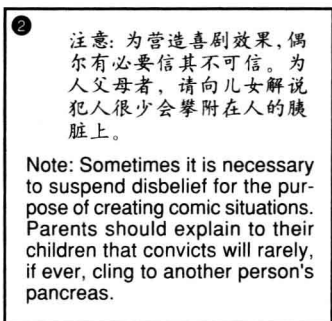 ❷
注意: 为营造喜剧效果,偶
尔有必要信其不可信。为
人父母者, 请向儿女解说
犯人很少会攀附在人的胰
脏上。
Note: Sometimes it is necessary
to suspend disbelief for the pur-
pose of creating comic situations.
Parents should explain to their
children that convicts will rarely,
if ever, cling to another person's
pancreas.